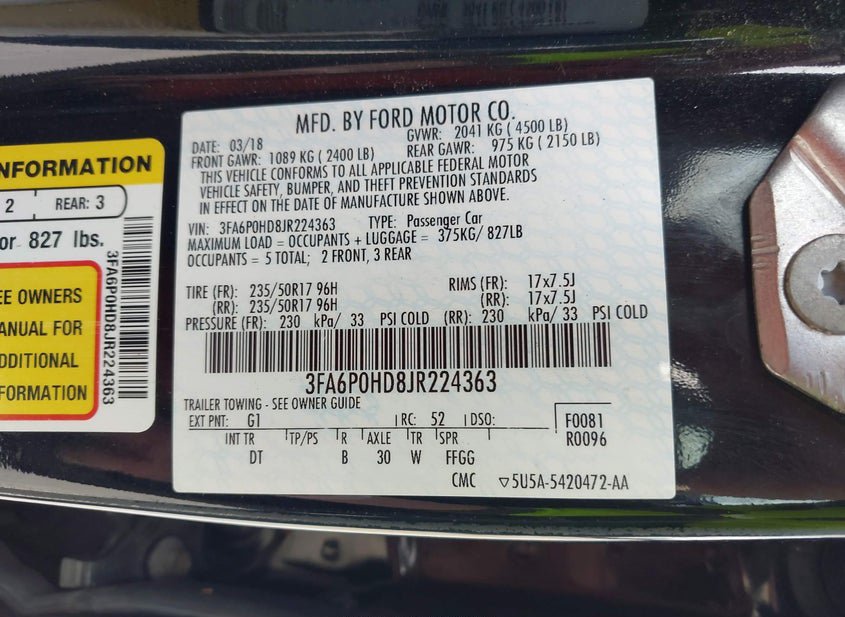 MFD. BY FORD MOTOR CO.
DATE: 03/18
GVWR: 2041 KG ( 4500 LB)
FRONT GAWR: 1089 KG ( 2400 LB)
REAR GAWR: 975 KG ( 2150 LB)
THIS VEHICLE CONFORMS TO ALL APPLICABLE FEDERAL MOTOR
VEHICLE SAFETY, BUMPER, AND THEFT PREVENTION STANDARDS
IN EFFECT ON THE DATE OF MANUFACTURE SHOWN ABOVE.
VIN: 3FA6P0HD8JR224363 TYPE: Passenger Car
MAXIMUM LOAD = OCCUPANTS + LUGGAGE = 375KG/ 827LB
OCCUPANTS = 5 TOTAL; 2 FRONT, 3 REAR
TIRE (FR): 235/50R17 96H RIMS (FR): 17x7.5J
(RR): 235/50R17 96H (RR): 17x7.5J
PRESSURE (FR): 230 kPa/ 33 PSI COLD (RR): 230 kPa/ 33 PSI COLD
3FA6P0HD8JR224363
TRAILER TOWING - SEE OWNER GUIDE
EXT PNT: G1 RC: 52 DSO:
F0081
R0096
INT TR TP/PS R AXLE TR SPR
DT B 30 W FFGG
CMC ▽5U5A-5420472-AA
NFORMATION
2 REAR: 3
or 827 lbs.
EE OWNERS
ANUAL FOR
DDITIONAL
FORMATION
3FA6P0HD8JR224363